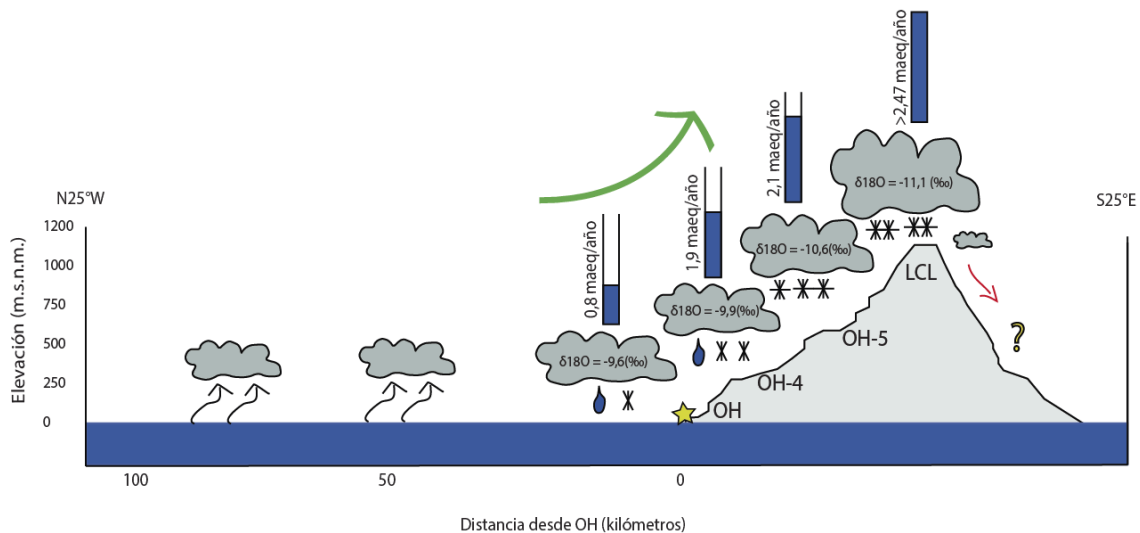 >2,47 maeq/año
2,1 maeq/año
δ18O = -11,1 (‰)
1,9 maeq/año
N25°W
S25°E
0,8 maeq/año
1200
δ18O = -10,6(‰)
1000
LCL
Elevación (m.s.n.m.)
750
δ18O = -9,9(‰)
?
500
OH-5
δ18O = -9,6(‰)
250
OH-4
OH
0
100
50
0
Distancia desde OH (kilómetros)